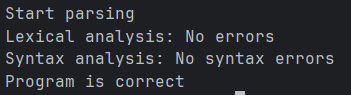 Start parsing
Lexical analysis: No errors
Syntax analysis: No syntax errors
Program is correct